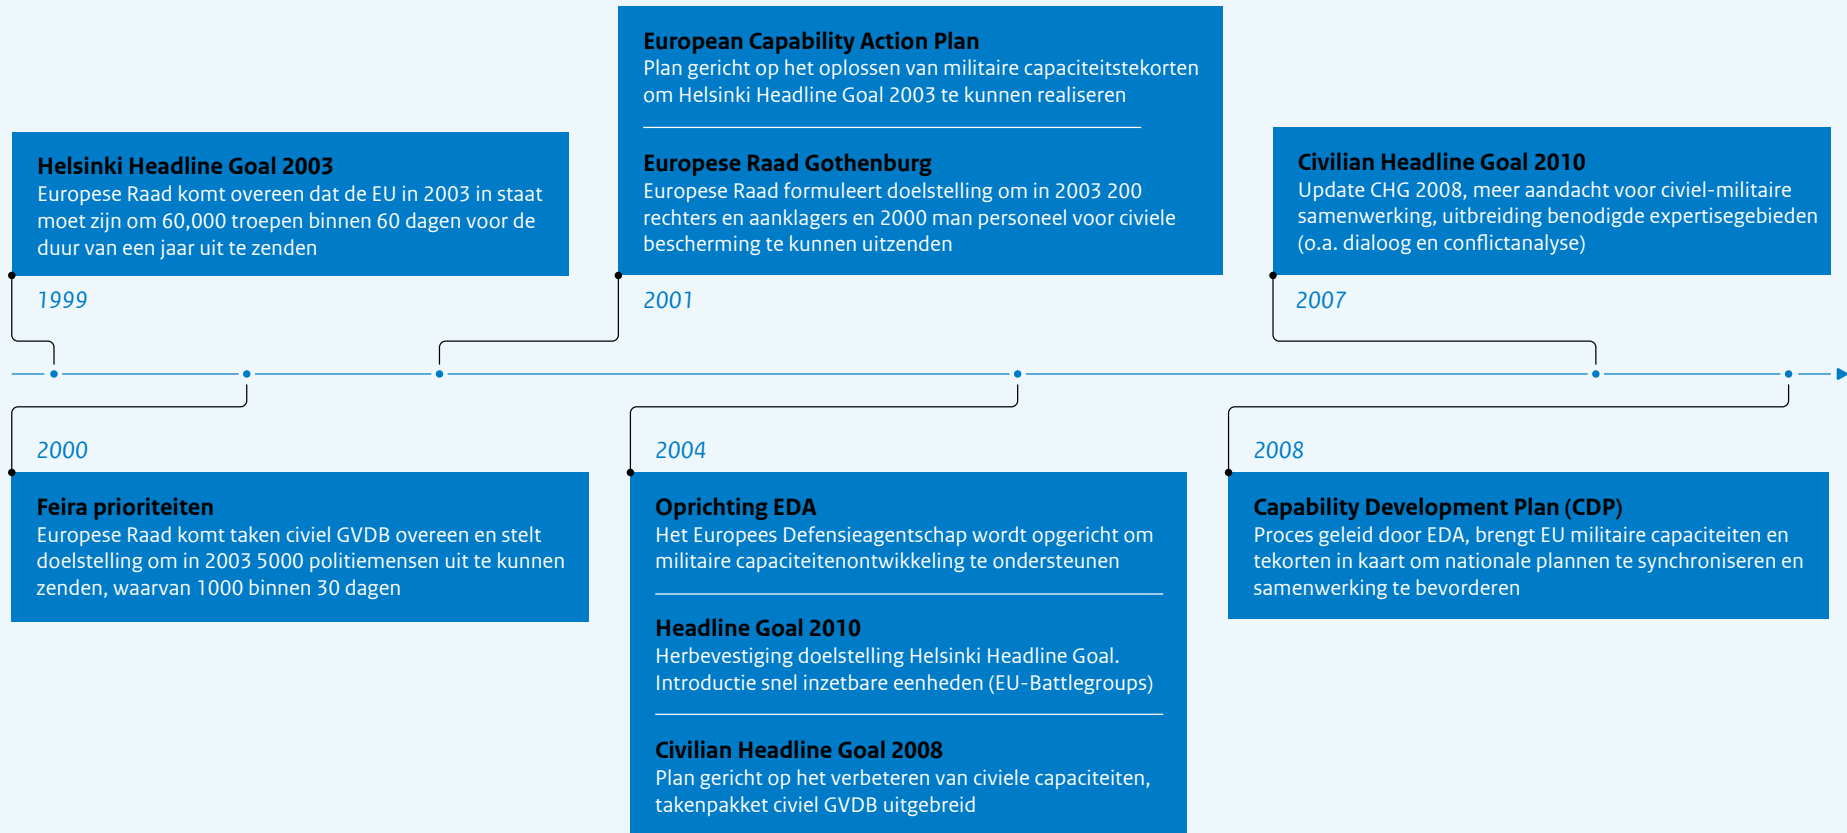 Helsinki Headline Goal 2003
Europese Raad komt overeen dat de EU in 2003 in staat
moet zijn om 60,000 troepen binnen 60 dagen voor de
duur van een jaar uit te zenden
1999
2000
Feira prioriteiten
Europese Raad komt taken civiel GVDB overeen en stelt
doelstelling om in 2003 5000 politiemensen uit te kunnen
zenden, waarvan 1000 binnen 30 dagen
European Capability Action Plan
Plan gericht op het oplossen van militaire capaciteitstekorten
om Helsinki Headline Goal 2003 te kunnen realiseren
Europese Raad Gothenburg
Europese Raad formuleert doelstelling om in 2003 200
rechters en aanklagers en 2000 man personeel voor civiele
bescherming te kunnen uitzenden
2001
2004
Oprichting EDA
Het Europees Defensieagentschap wordt opgericht om
militaire capaciteitenontwikkeling te ondersteunen
Headline Goal 2010
Herbevestiging doelstelling Helsinki Headline Goal.
Introductie snel inzetbare eenheden (EU-Battlegroups)
Civilian Headline Goal 2008
Plan gericht op het verbeteren van civiele capaciteiten,
takenpakket civiel GVDB uitgebreid
Civilian Headline Goal 2010
Update CHG 2008, meer aandacht voor civiel-militaire
samenwerking, uitbreiding benodigde expertisegebieden
(o.a. dialoog en conflictanalyse)
2007
2008
Capability Development Plan (CDP)
Proces geleid door EDA, brengt EU militaire capaciteiten en
tekorten in kaart om nationale plannen te synchroniseren en
samenwerking te bevorderen